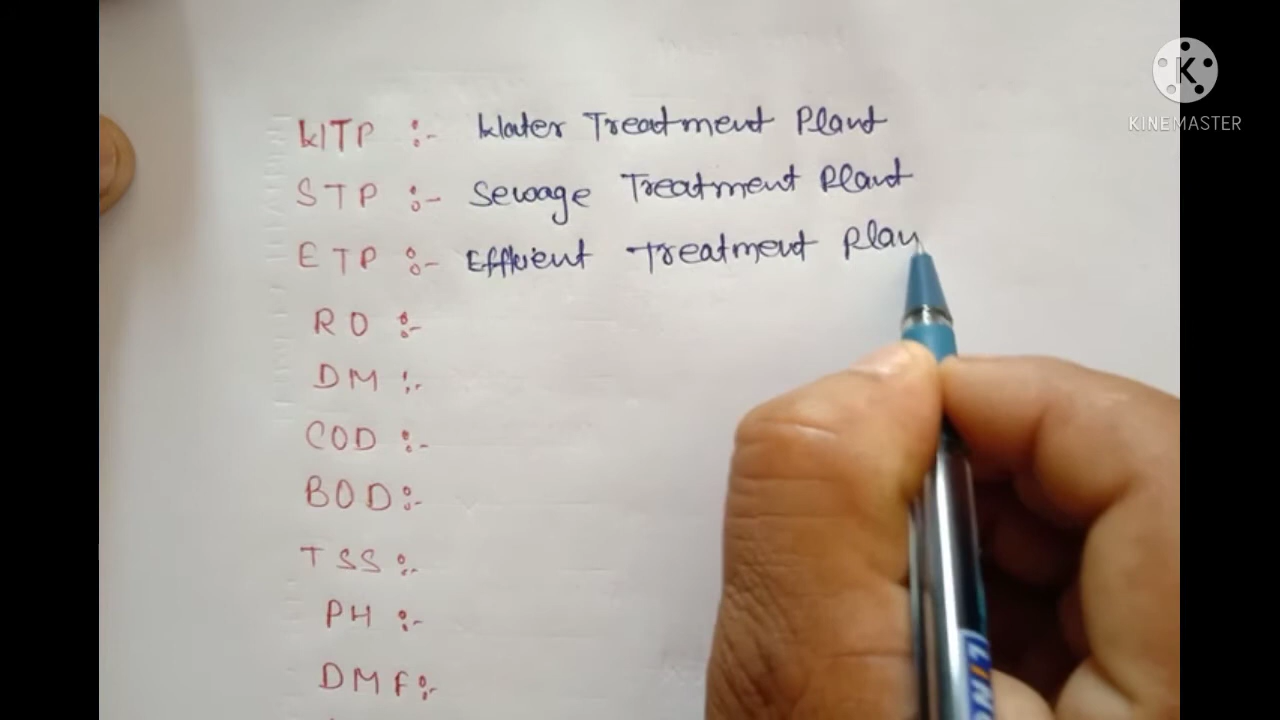 WTP :- Water Treatment Plant
STP :- Sewage Treatment Plant
ETP :- Effluent Treatment Plan
RO :-
DM :-
COD :-
BOD :-
TSS :-
PH :-
DMF :-
K
KINEMASTER